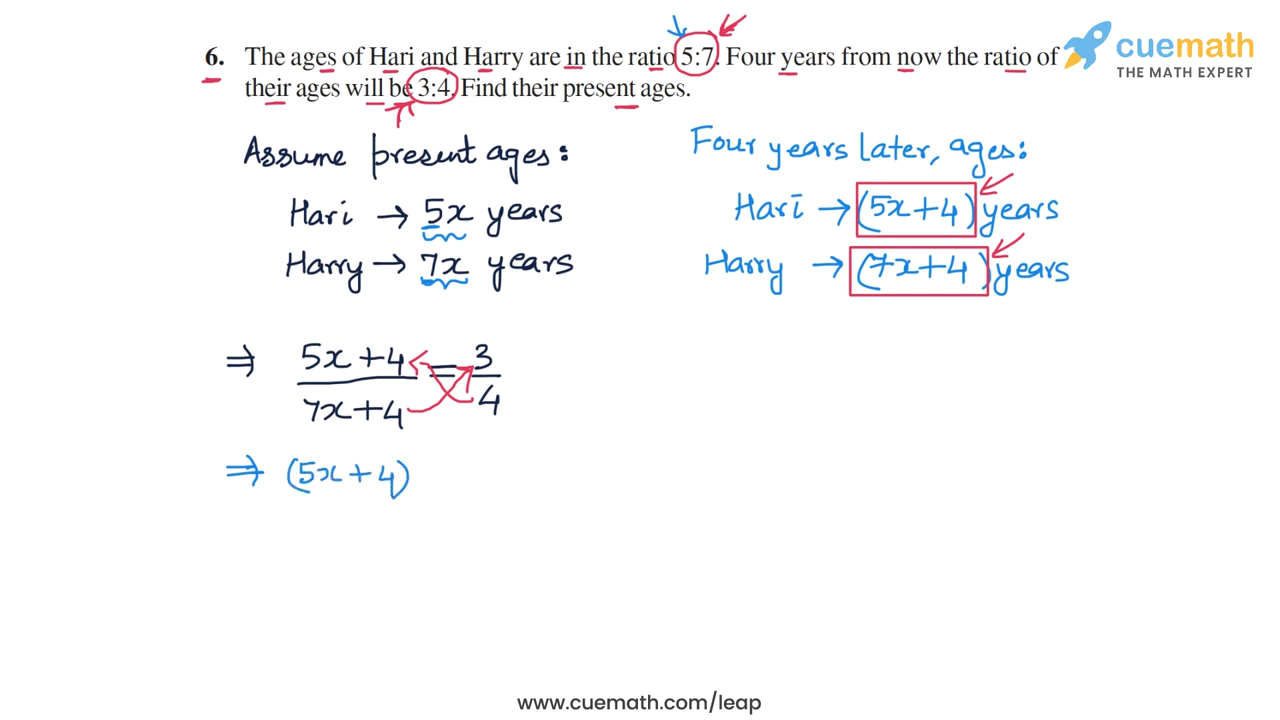 6. The ages of Hari and Harry are in the ratio 5:7. Four years from now the ratio of
their ages will be 3:4. Find their present ages.
cuemath
THE MATH EXPERT
Assume present ages:
Hari → 5x years
Harry → 7x years
Four years later, ages:
Hari → (5x+4) years
Harry → (7x+4) years
⇒ (5x+4)/(7x+4) = 3/4
⇒ (5x+4)
www.cuemath.com/leap